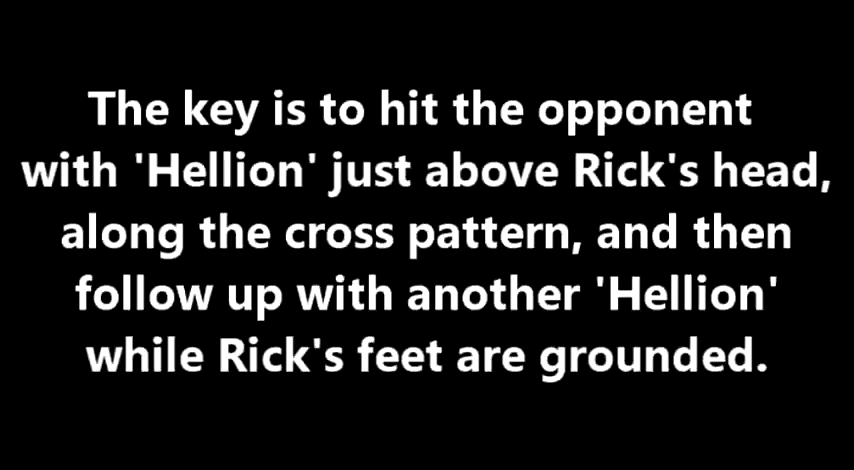 The key is to hit the opponent
with 'Hellion' just above Rick's head,
along the cross pattern, and then
follow up with another 'Hellion'
while Rick's feet are grounded.